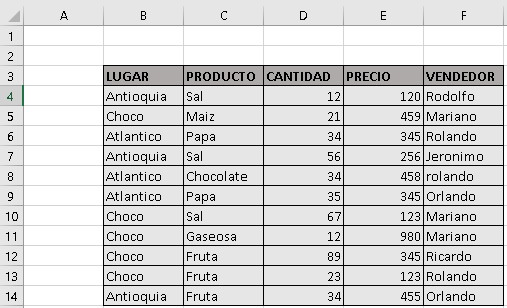 A B C D E F
1
2
3 LUGAR PRODUCTO CANTIDAD PRECIO VENDEDOR
4 Antioquia Sal 12 120 Rodolfo
5 Choco Maiz 21 459 Mariano
6 Atlantico Papa 34 345 Rolando
7 Antioquia Sal 56 256 Jeronimo
8 Atlantico Chocolate 34 458 rolando
9 Atlantico Papa 35 345 Orlando
10 Choco Sal 67 123 Mariano
11 Choco Gaseosa 12 980 Mariano
12 Choco Fruta 89 345 Ricardo
13 Choco Fruta 23 123 Rolando
14 Antioquia Fruta 34 455 Orlando